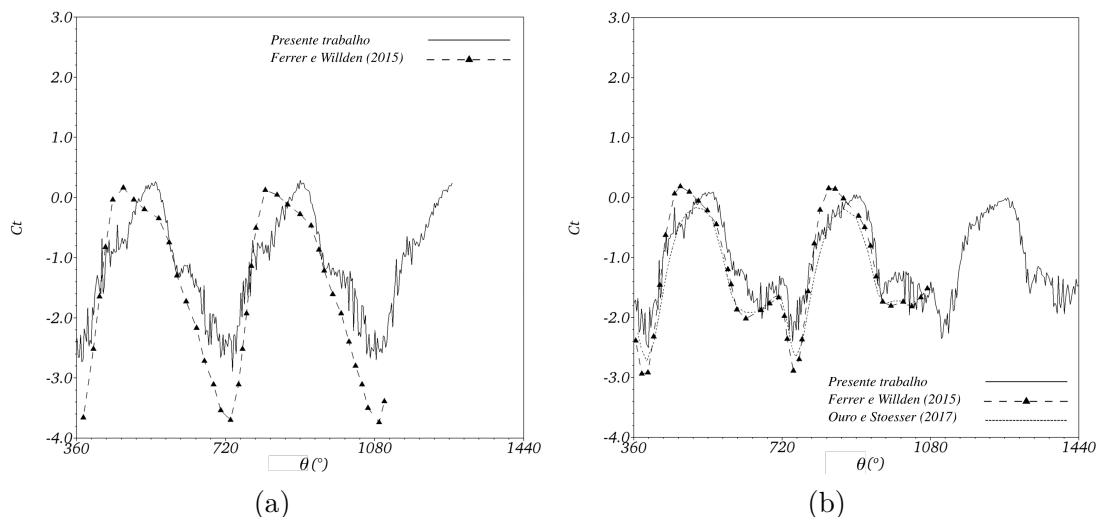 3.0
2.0
1.0
0.0
-1.0
-2.0
-3.0
-4.0
Ct
Presente trabalho
Ferrer e Willden (2015)
360 720 1080 1440
θ (°)
(a)
3.0
2.0
1.0
0.0
-1.0
-2.0
-3.0
-4.0
Ct
Presente trabalho
Ferrer e Willden (2015)
Ouro e Stoesser (2017)
360 720 1080 1440
θ (°)
(b)